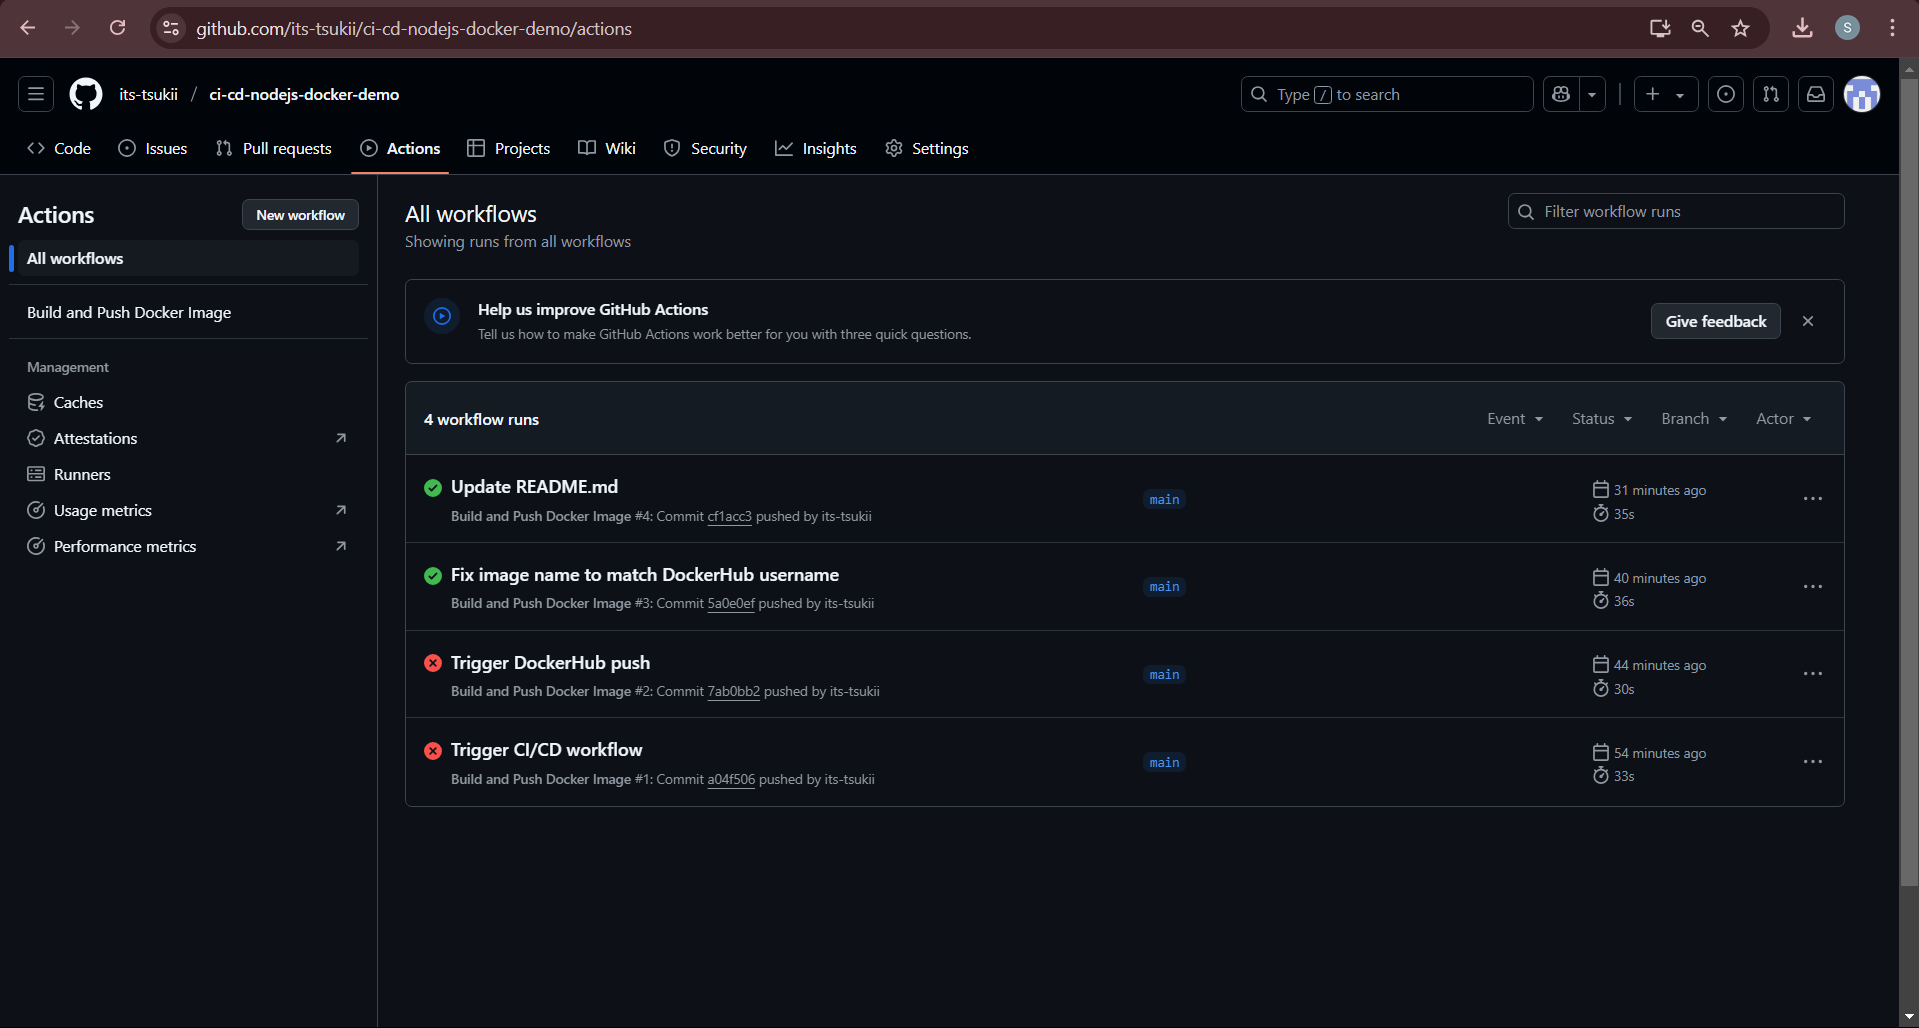 github.com/its-tsukii/ci-cd-nodejs-docker-demo/actions
S
its-tsukii / ci-cd-nodejs-docker-demo
Type / to search
Code
Issues
Pull requests
Actions
Projects
Wiki
Security
Insights
Settings
Actions
New workflow
All workflows
Build and Push Docker Image
Management
Caches
Attestations
Runners
Usage metrics
Performance metrics
All workflows
Showing runs from all workflows
Filter workflow runs
Help us improve GitHub Actions
Tell us how to make GitHub Actions work better for you with three quick questions.
Give feedback
4 workflow runs
Event
Status
Branch
Actor
Update README.md
Build and Push Docker Image #4: Commit cf1acc3 pushed by its-tsukii
main
31 minutes ago
35s
Fix image name to match DockerHub username
Build and Push Docker Image #3: Commit 5a0e0ef pushed by its-tsukii
main
40 minutes ago
36s
Trigger DockerHub push
Build and Push Docker Image #2: Commit 7ab0bb2 pushed by its-tsukii
main
44 minutes ago
30s
Trigger CI/CD workflow
Build and Push Docker Image #1: Commit a04f506 pushed by its-tsukii
main
54 minutes ago
33s